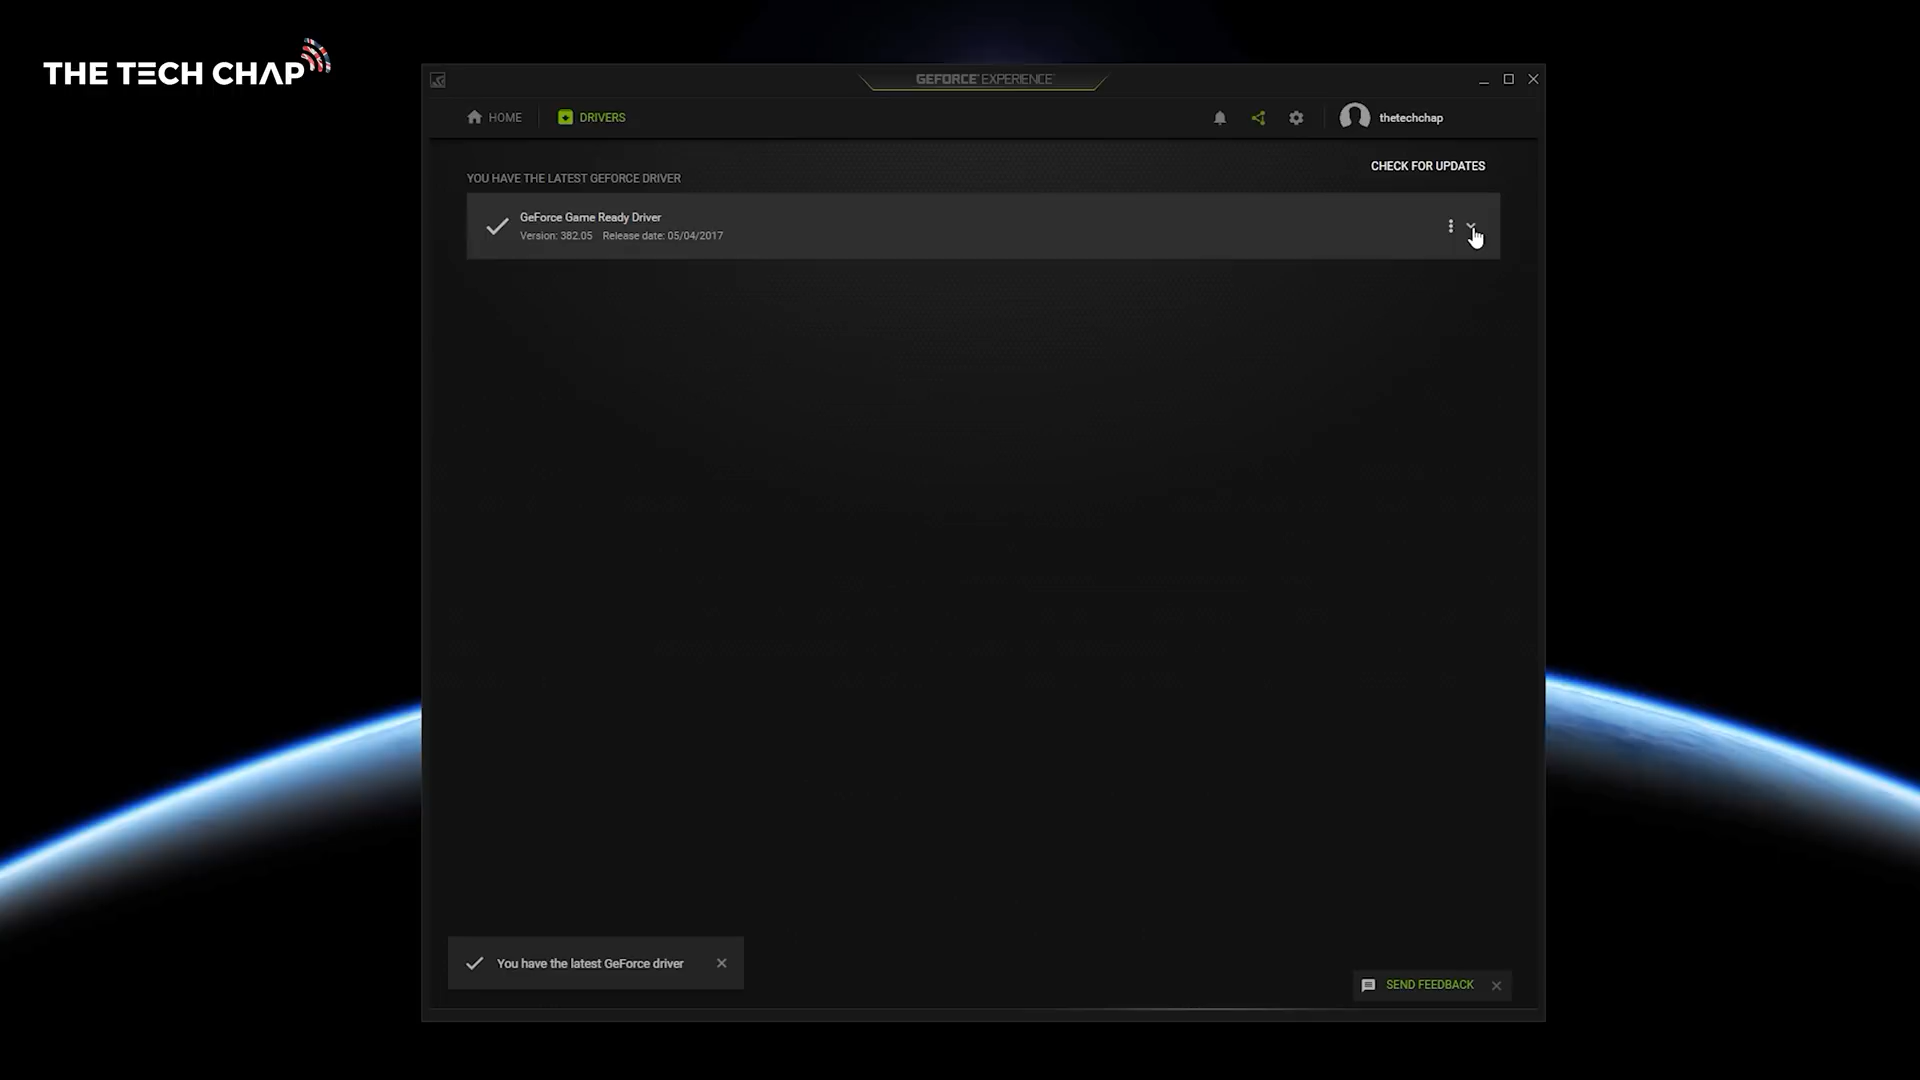 THE TECH CHAP
GEFORCE EXPERIENCE
HOME
DRIVERS
thetechchap
CHECK FOR UPDATES
YOU HAVE THE LATEST GEFORCE DRIVER
GeForce Game Ready Driver
Version: 382.05 Release date: 05/04/2017
You have the latest GeForce driver
SEND FEEDBACK